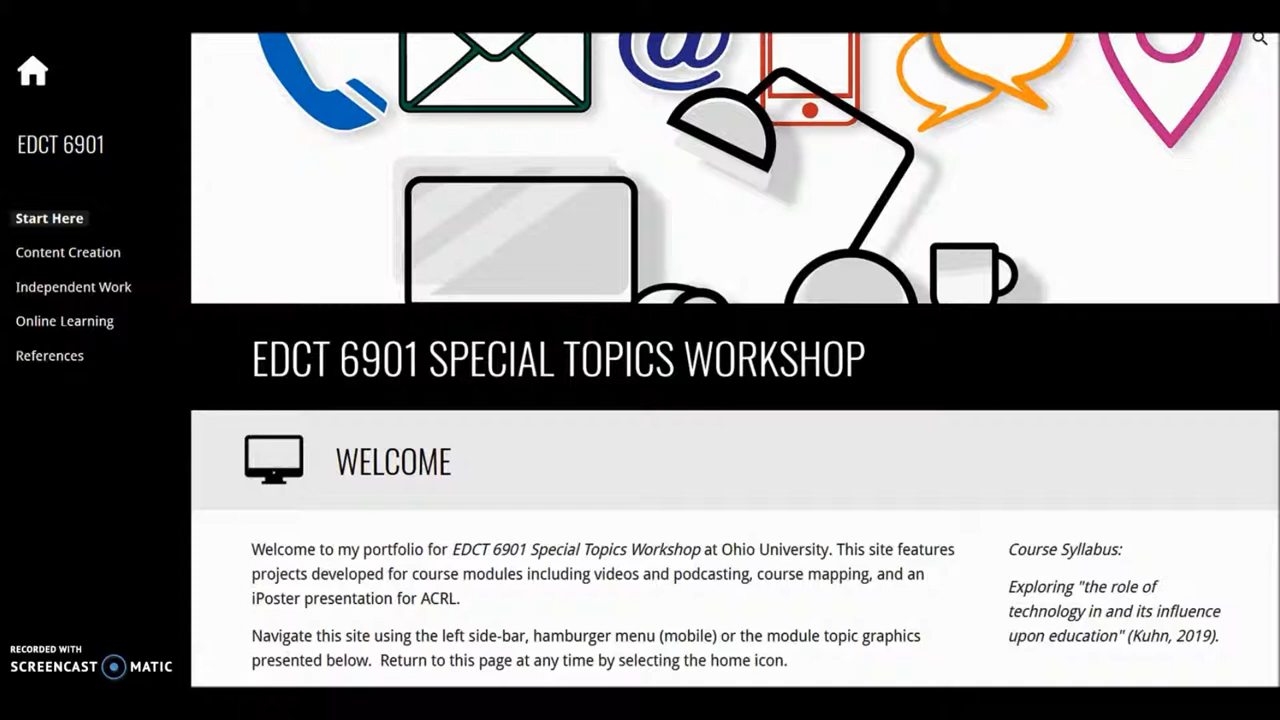 EDCT 6901
Start Here
Content Creation
Independent Work
Online Learning
References
RECORDED WITH
SCREENCAST MATIC
@
EDCT 6901 SPECIAL TOPICS WORKSHOP
WELCOME
Welcome to my portfolio for EDCT 6901 Special Topics Workshop at Ohio University. This site features
projects developed for course modules including videos and podcasting, course mapping, and an
iPoster presentation for ACRL.
Navigate this site using the left side-bar, hamburger menu (mobile) or the module topic graphics
presented below. Return to this page at any time by selecting the home icon.
Course Syllabus:
Exploring "the role of
technology in and its influence
upon education" (Kuhn, 2019).